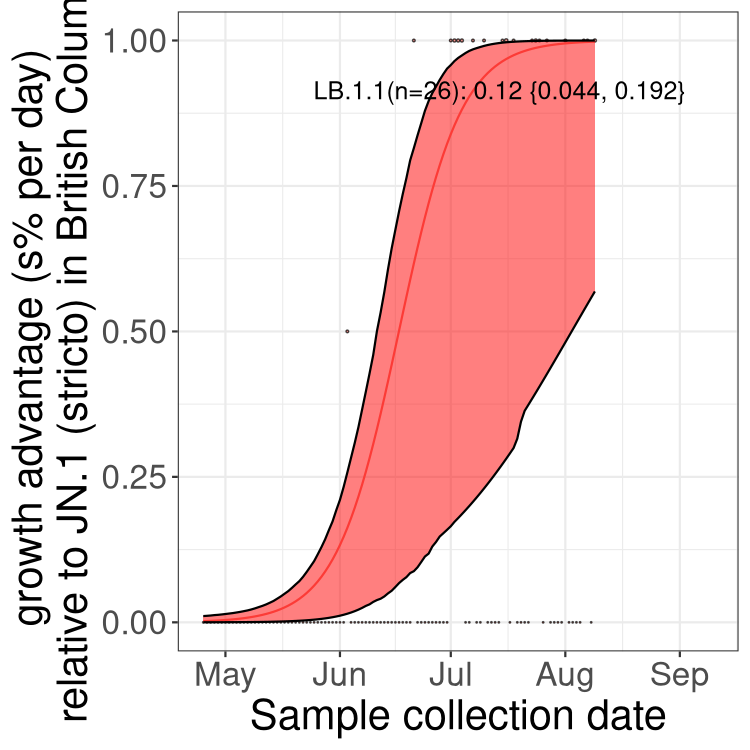 growth advantage (s% per day)
relative to JN.1 (stricto) in British Colum
1.00
0.75
0.50
0.25
0.00
LB.1.1(n=26): 0.12 {0.044, 0.192}
May Jun Jul Aug Sep
Sample collection date